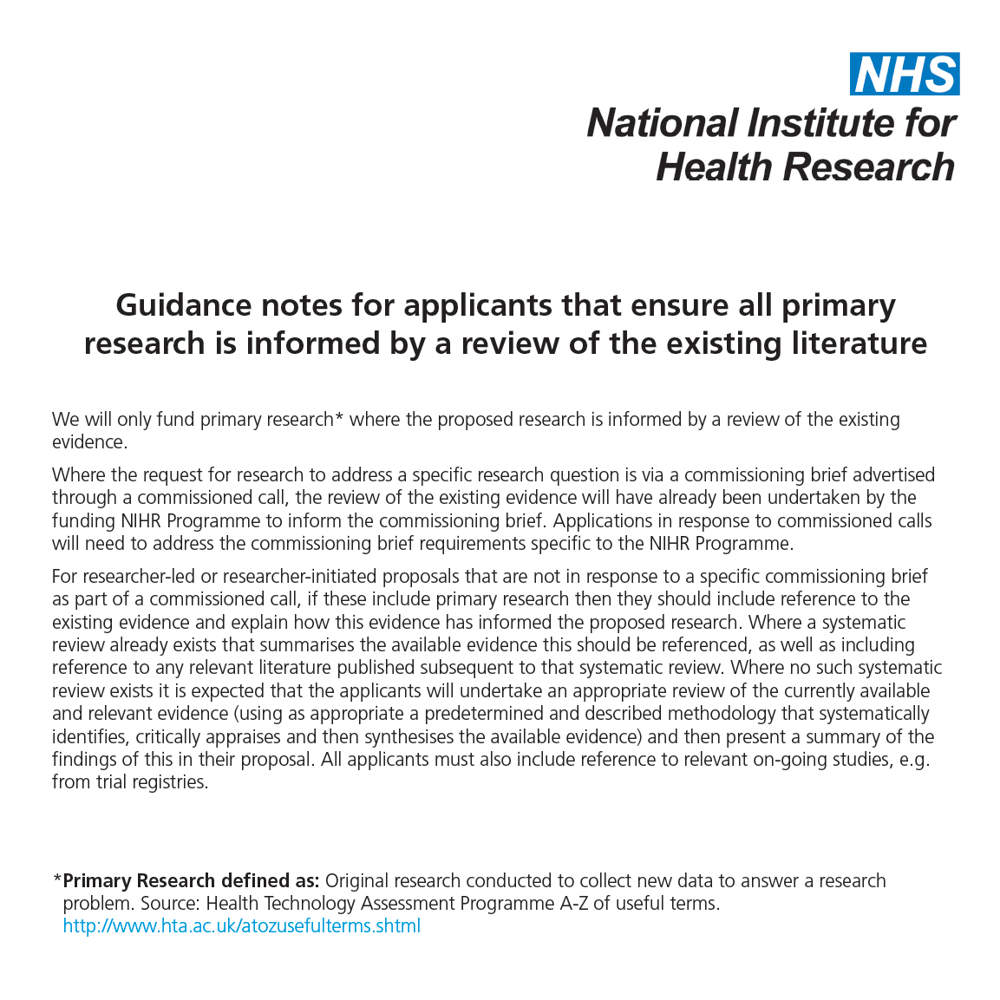 NHS
National Institute for
Health Research
Guidance notes for applicants that ensure all primary
research is informed by a review of the existing literature
We will only fund primary research* where the proposed research is informed by a review of the existing
evidence.
Where the request for research to address a specific research question is via a commissioning brief advertised
through a commissioned call, the review of the existing evidence will have already been undertaken by the
funding NIHR Programme to inform the commissioning brief. Applications in response to commissioned calls
will need to address the commissioning brief requirements specific to the NIHR Programme.
For researcher-led or researcher-initiated proposals that are not in response to a specific commissioning brief
as part of a commissioned call, if these include primary research then they should include reference to the
existing evidence and explain how this evidence has informed the proposed research. Where a systematic
review already exists that summarises the available evidence this should be referenced, as well as including
reference to any relevant literature published subsequent to that systematic review. Where no such systematic
review exists it is expected that the applicants will undertake an appropriate review of the currently available
and relevant evidence (using as appropriate a predetermined and described methodology that systematically
identifies, critically appraises and then synthesises the available evidence) and then present a summary of the
findings of this in their proposal. All applicants must also include reference to relevant on-going studies, e.g.
from trial registries.
*Primary Research defined as: Original research conducted to collect new data to answer a research
problem. Source: Health Technology Assessment Programme A-Z of useful terms.
http://www.hta.ac.uk/atozusefulterms.shtml